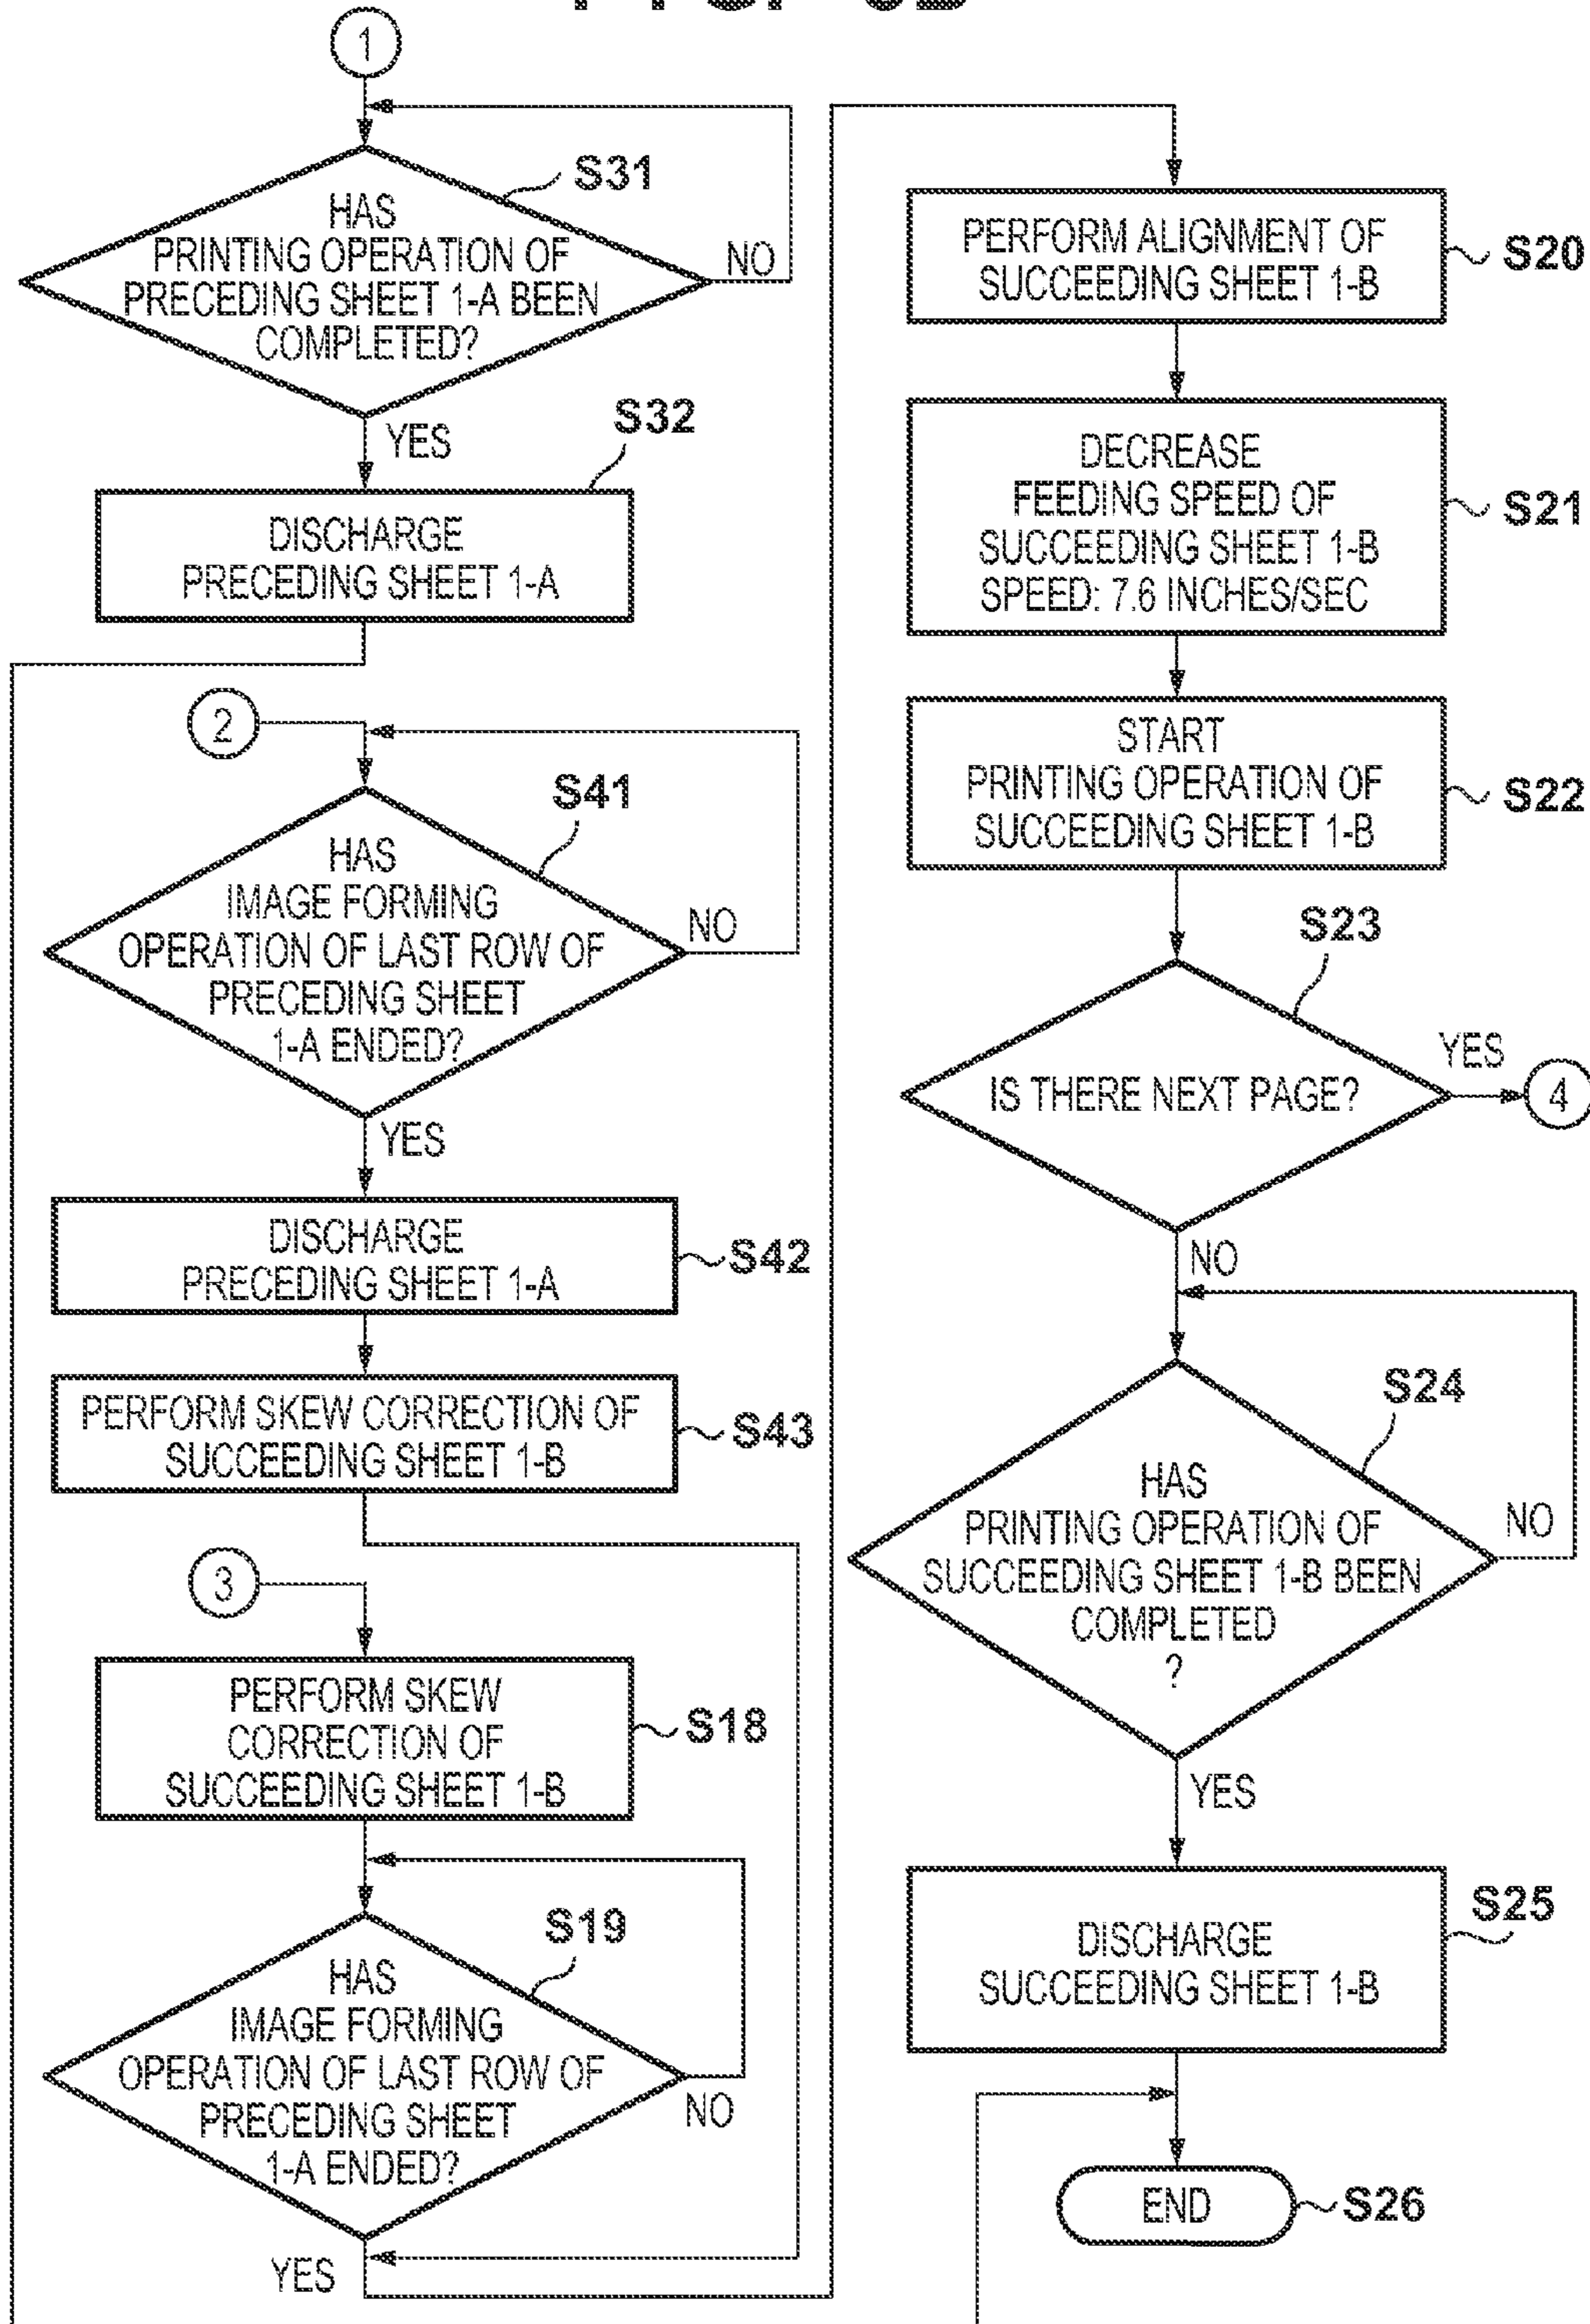 1
S31
HAS
PRINTING OPERATION OF
PRECEDING SHEET 1-A BEEN
COMPLETED?
NO
YES
S32
DISCHARGE
PRECEDING SHEET 1-A
2
S41
HAS
IMAGE FORMING
OPERATION OF LAST ROW OF
PRECEDING SHEET
1-A ENDED?
NO
YES
DISCHARGE
PRECEDING SHEET 1-A
S42
PERFORM SKEW CORRECTION OF
SUCCEEDING SHEET 1-B
S43
3
PERFORM SKEW
CORRECTION OF
SUCCEEDING SHEET 1-B
S18
S19
HAS
IMAGE FORMING
OPERATION OF LAST ROW OF
PRECEDING SHEET
1-A ENDED?
NO
YES
PERFORM ALIGNMENT OF
SUCCEEDING SHEET 1-B
S20
DECREASE
FEEDING SPEED OF
SUCCEEDING SHEET 1-B
SPEED: 7.6 INCHES/SEC
S21
START
PRINTING OPERATION OF
SUCCEEDING SHEET 1-B
S22
S23
IS THERE NEXT PAGE?
YES
4
NO
S24
HAS
PRINTING OPERATION OF
SUCCEEDING SHEET 1-B BEEN
COMPLETED
?
NO
YES
DISCHARGE
SUCCEEDING SHEET 1-B
S25
END
S26